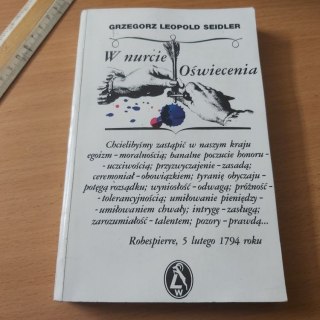 GRZEGORZ LEOPOLD SEIDLER
W nurcie
Oświecenia
Chcielibyśmy zastąpić w naszym kraju
egoizm - moralnością; banalne poczucie honoru -
- uczciwością; przyzwyczajenie - zasadą;
ceremoniał - obowiązkiem; tyranię obyczaju -
potęgą rozsądku; wyniosłość - odwagą; próżność -
- tolerancyjnością; umiłowanie pieniędzy -
- umiłowaniem chwały; intrygę - zasługą;
zarozumiałość - talentem; pozory - prawdą...
Robespierre, 5 lutego 1794 roku
W